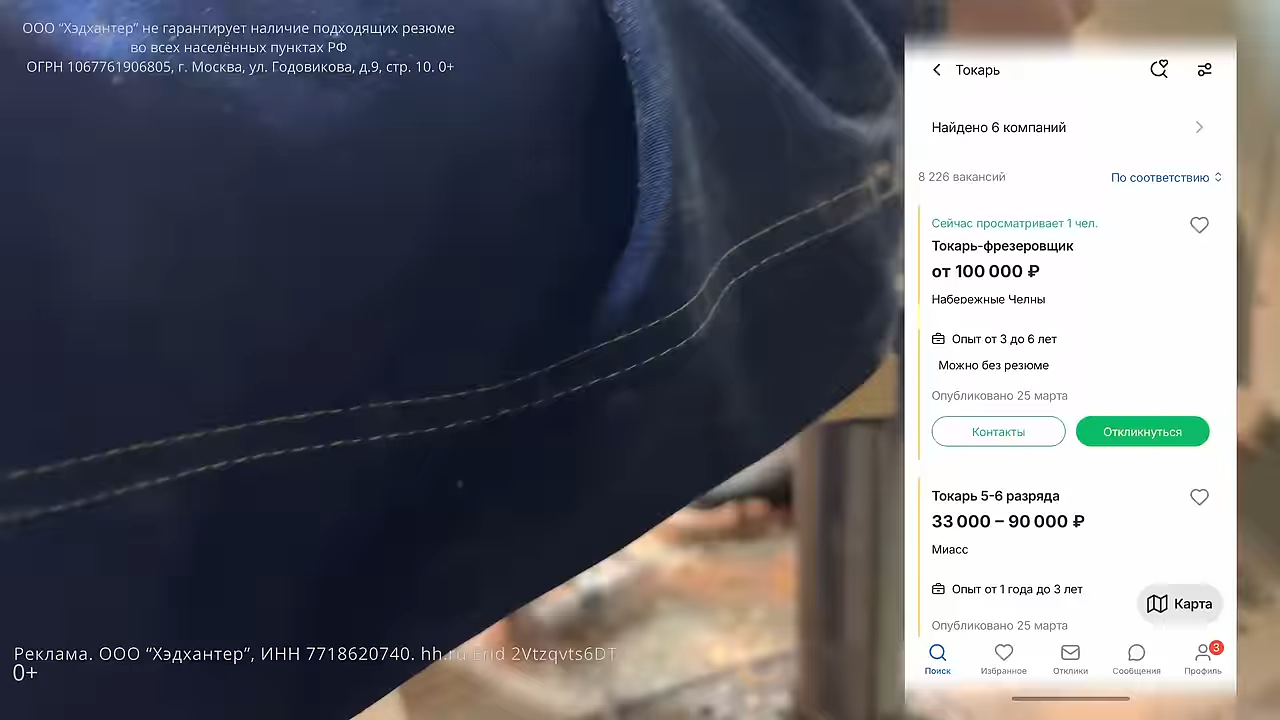 ООО “Хэдхантер” не гарантирует наличие подходящих резюме
во всех населённых пунктах РФ
ОГРН 1067761906805, г. Москва, ул. Годовикова, д.9, стр. 10. 0+
Токарь
Найдено 6 компаний
8 226 вакансий
По соответствию
Сейчас просматривает 1 чел.
Токарь-фрезеровщик
от 100 000 ₽
Набережные Челны
Опыт от 3 до 6 лет
Можно без резюме
Опубликовано 25 марта
Контакты
Откликнуться
Токарь 5-6 разряда
33 000 – 90 000 ₽
Миасс
Опыт от 1 года до 3 лет
Карта
Опубликовано 25 марта
Поиск
Избранное
Отклики
Сообщения
3
Профиль
Реклама. ООО “Хэдхантер”, ИНН 7718620740. hh.ru Erid 2Vtzqvts6DT
0+